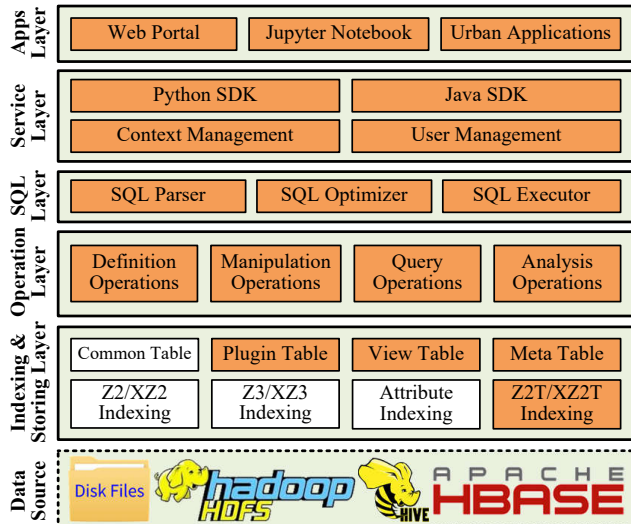 Apps
Layer
Web Portal
Jupyter Notebook
Urban Applications
Service
Layer
Python SDK
Java SDK
Context Management
User Management
SQL
Layer
SQL Parser
SQL Optimizer
SQL Executor
Operation
Layer
Definition
Operations
Manipulation
Operations
Query
Operations
Analysis
Operations
Indexing &
Storing Layer
Common Table
Plugin Table
View Table
Meta Table
Z2/XZ2
Indexing
Z3/XZ3
Indexing
Attribute
Indexing
Z2T/XZ2T
Indexing
Data
Source
Disk Files
hadoop
HDFS
HIVE
APACHE
HBASE